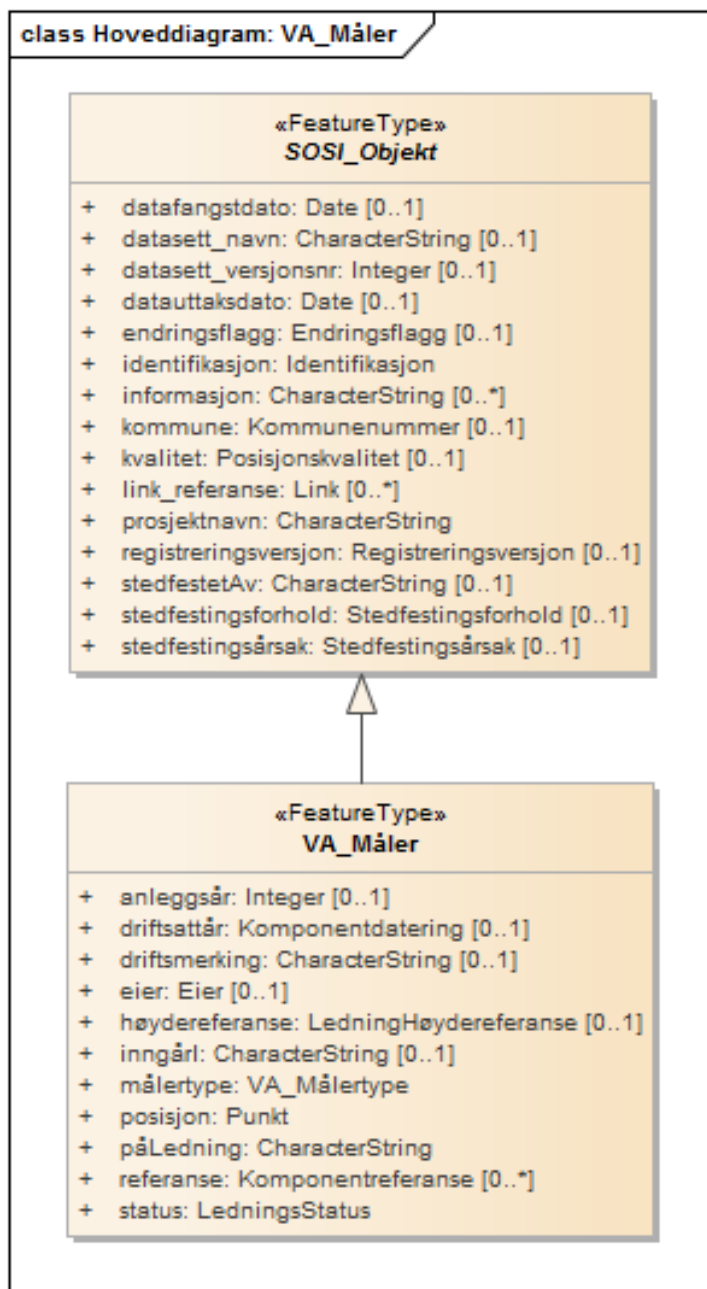 class Hoveddiagram: VA_Måler
«FeatureType»
SOSI_Objekt
+ datafangstdato: Date [0..1]
+ datasett_navn: CharacterString [0..1]
+ datasett_versjonsnr: Integer [0..1]
+ datauttaksdato: Date [0..1]
+ endringsflagg: Endringsflagg [0..1]
+ identifikasjon: Identifikasjon
+ informasjon: CharacterString [0..*]
+ kommune: Kommunenummer [0..1]
+ kvalitet: Posisjonskvalitet [0..1]
+ link_referanse: Link [0..*]
+ prosjektnavn: CharacterString
+ registreringsversjon: Registreringsversjon [0..1]
+ stedfestetAv: CharacterString [0..1]
+ stedfestingsforhold: Stedfestingsforhold [0..1]
+ stedfestingsårsak: Stedfestingsårsak [0..1]
«FeatureType»
VA_Måler
+ anleggsår: Integer [0..1]
+ driftsattår: Komponentdatering [0..1]
+ driftsmerking: CharacterString [0..1]
+ eier: Eier [0..1]
+ høydereferanse: LedningHøydereferanse [0..1]
+ inngårI: CharacterString [0..1]
+ målertype: VA_Målertype
+ posisjon: Punkt
+ påLedning: CharacterString
+ referanse: Komponentreferanse [0..*]
+ status: LedningsStatus